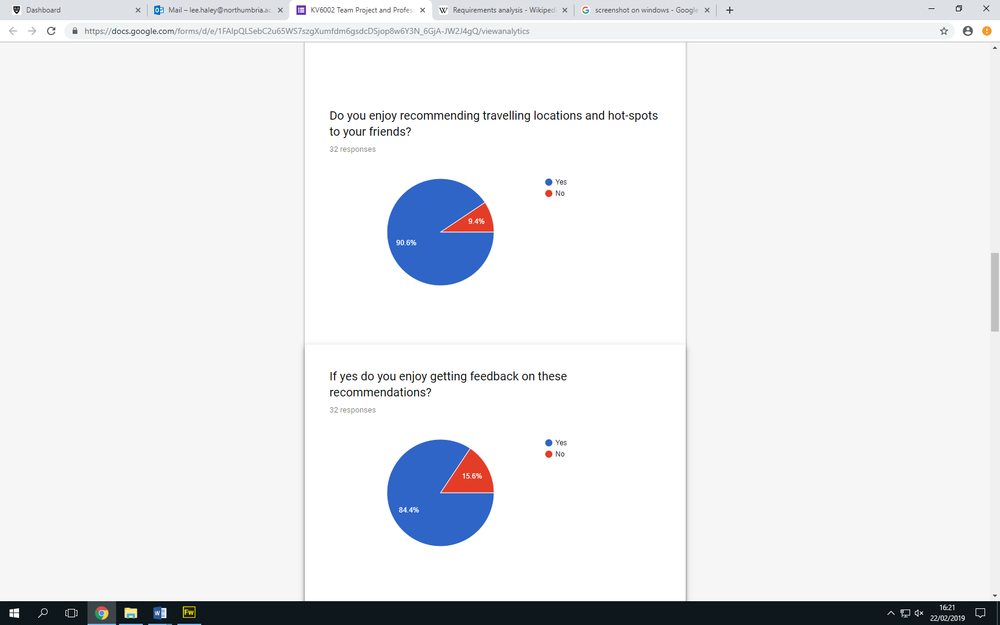 Dashboard
Mail – lee.haley@northumbria.ac.
KV6002 Team Project and Profess
W Requirements analysis - Wikiped
screenshot on windows - Google
https://docs.google.com/forms/d/e/1FAIpQLSebC2u65WS7szgXumfdm6gsdcDSjop8w6Y3N_6GjA-JW2J4gQ/viewanalytics
Do you enjoy recommending travelling locations and hot-spots
to your friends?
32 responses
Yes
No
9.4%
90.6%
If yes do you enjoy getting feedback on these
recommendations?
32 responses
Yes
No
15.6%
84.4%
Fw
16:21
22/02/2019